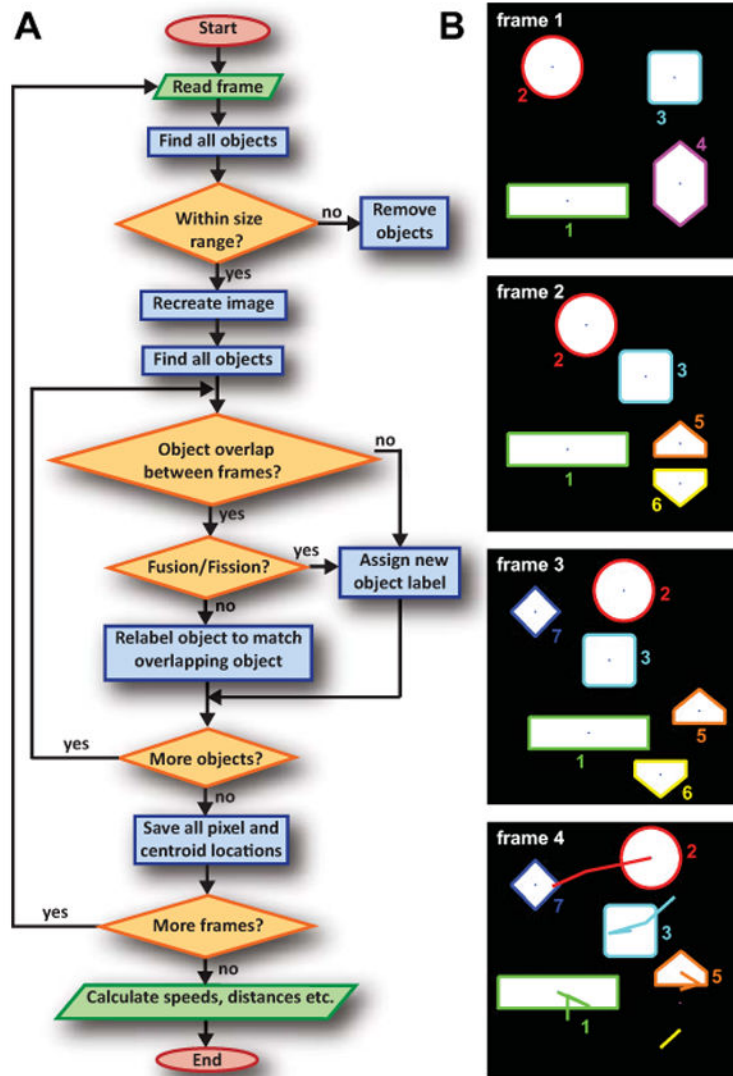 A
Start
Read frame
Find all objects
Within size
range?
no
Remove
objects
yes
Recreate image
Find all objects
Object overlap
between frames?
no
yes
Fusion/Fission?
yes
Assign new
object label
no
Relabel object to match
overlapping object
More objects?
yes
no
Save all pixel and
centroid locations
More frames?
yes
no
Calculate speeds, distances etc.
End
B
frame 1
2
3
4
1
frame 2
2
3
5
1
6
frame 3
2
7
3
5
1
6
frame 4
2
7
3
5
1